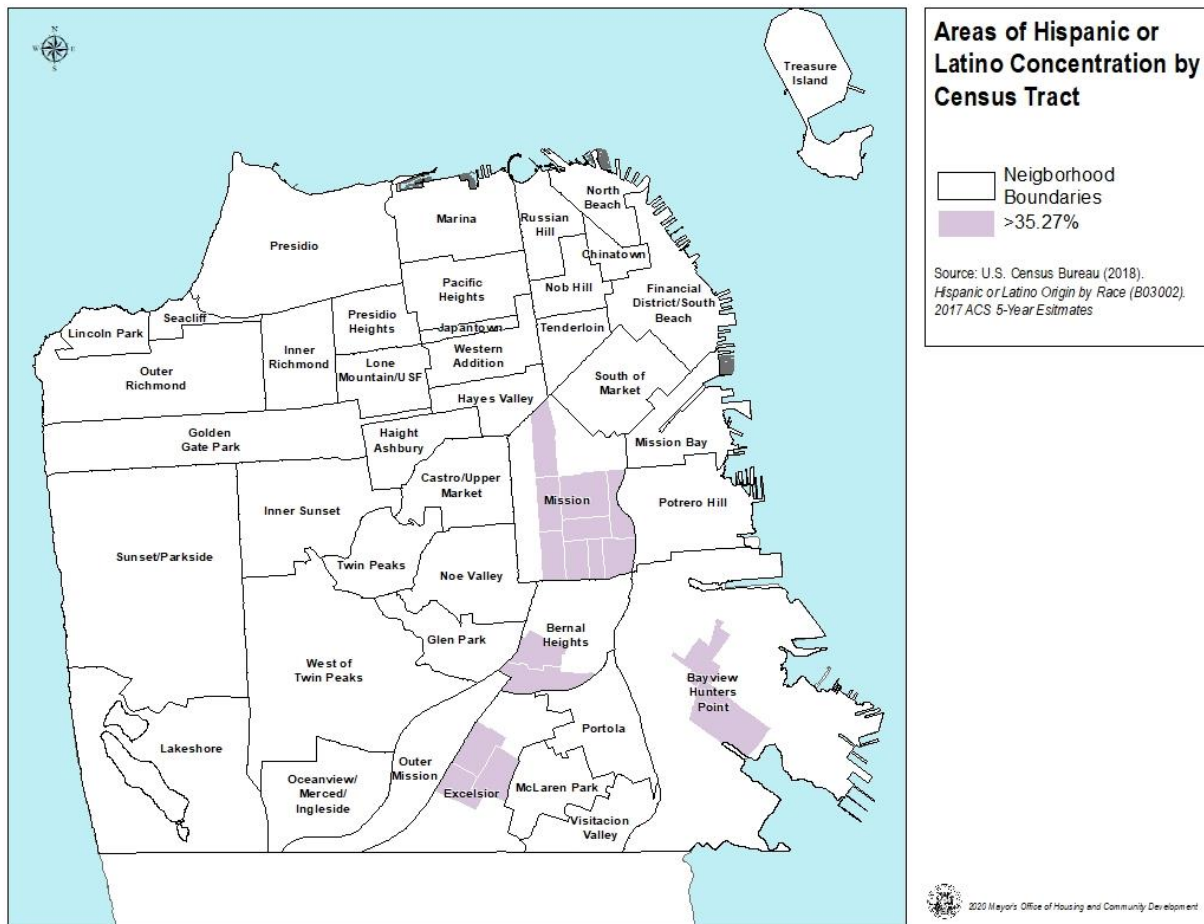 Areas of Hispanic or
Latino Concentration by
Census Tract
Neigborhood
Boundaries
>35.27%
Source: U.S. Census Bureau (2018).
Hispanic or Latino Origin by Race (B03002).
2017 ACS 5-Year Esitmates
N
W
E
S
Treasure
Island
North
Beach
Marina
Russian
Hill
Presidio
Chinatown
Pacific
Heights
Nob Hill
Financial
District/South
Beach
Seacliff
Lincoln Park
Presidio
Heights
Japantown
Tenderloin
Inner
Richmond
Western
Addition
Lone
Mountain/USF
Outer
Richmond
South of
Market
Hayes Valley
Golden
Gate Park
Haight
Ashbury
Mission Bay
Castro/Upper
Market
Mission
Potrero Hill
Inner Sunset
Sunset/Parkside
Twin Peaks
Noe Valley
Glen Park
Bernal
Heights
West of
Twin Peaks
Bayview
Hunters
Point
Portola
Lakeshore
Outer
Mission
Oceanview/
Merced/
Ingleside
Excelsior
McLaren Park
Visitacion
Valley
2020 Mayor's Office of Housing and Community Development